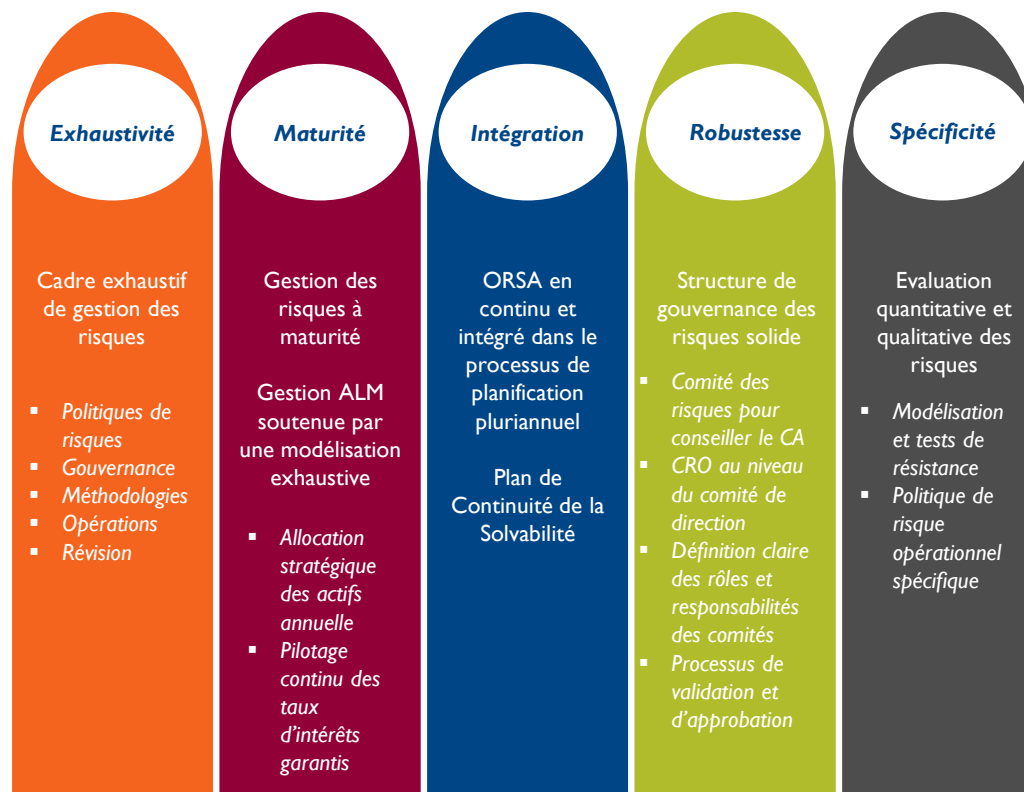 Exhaustivité
Cadre exhaustif
de gestion des
risques
▪ Politiques de
risques
▪ Gouvernance
▪ Méthodologies
▪ Opérations
▪ Révision
Maturité
Gestion des
risques à
maturité
Gestion ALM
soutenue par
une modélisation
exhaustive
▪ Allocation
stratégique
des actifs
annuelle
▪ Pilotage
continu des
taux
d'intérêts
garantis
Intégration
ORSA en
continu et
intégré dans le
processus de
planification
pluriannuel
Plan de
Continuité de la
Solvabilité
Robustesse
Structure de
gouvernance des
risques solide
▪ Comité des
risques pour
conseiller le CA
▪ CRO au niveau
du comité de
direction
▪ Définition claire
des rôles et
responsabilités
des comités
▪ Processus de
validation et
d'approbation
Spécificité
Evaluation
quantitative et
qualitative des
risques
▪ Modélisation
et tests de
résistance
▪ Politique de
risque
opérationnel
spécifique